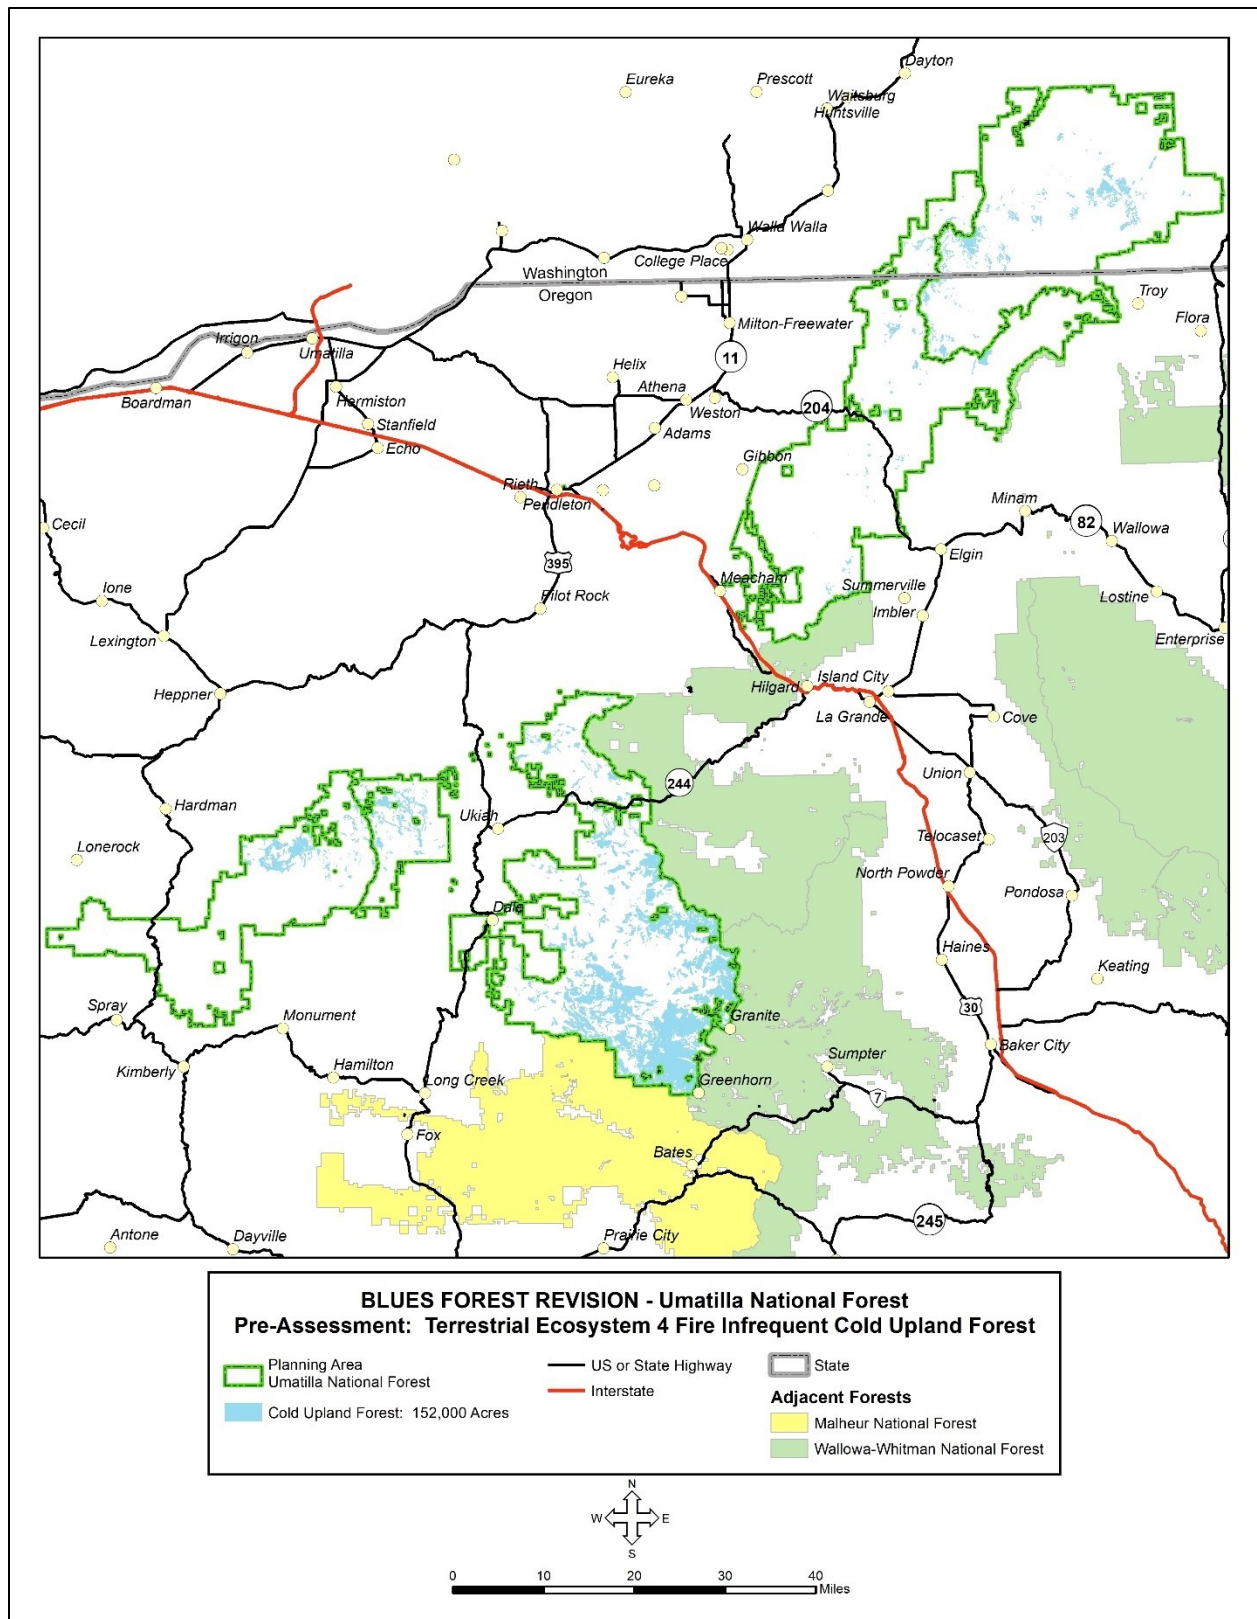 Dayton
Eureka
Prescott
Waitsburg
Huntsville
Walla Walla
College Place
Washington
Oregon
Troy
Flora
Milton-Freewater
Irrigon
Umatilla
11
Helix
Boardman
Hermiston
Athena
Weston
204
Stanfield
Adams
Echo
Gibbon
Rieth
Pendleton
Minam
82
Wallowa
Cecil
Elgin
395
Meacham
Summerville
Ione
Pilot Rock
Imbler
Lostine
Lexington
Enterprise
Heppner
Hilgard
Island City
La Grande
Cove
Union
244
Hardman
Ukiah
Telocaset
203
Lonerock
North Powder
Pondosa
Dale
Haines
Keating
Spray
Monument
Granite
30
Baker City
Kimberly
Hamilton
Long Creek
Sumpter
Greenhorn
7
Fox
Bates
245
Antone
Dayville
Prairie City
BLUES FOREST REVISION - Umatilla National Forest
Pre-Assessment: Terrestrial Ecosystem 4 Fire Infrequent Cold Upland Forest
Planning Area
Umatilla National Forest
Cold Upland Forest: 152,000 Acres
US or State Highway
Interstate
State
Adjacent Forests
Malheur National Forest
Wallowa-Whitman National Forest
N
W E
S
0 10 20 30 40
Miles